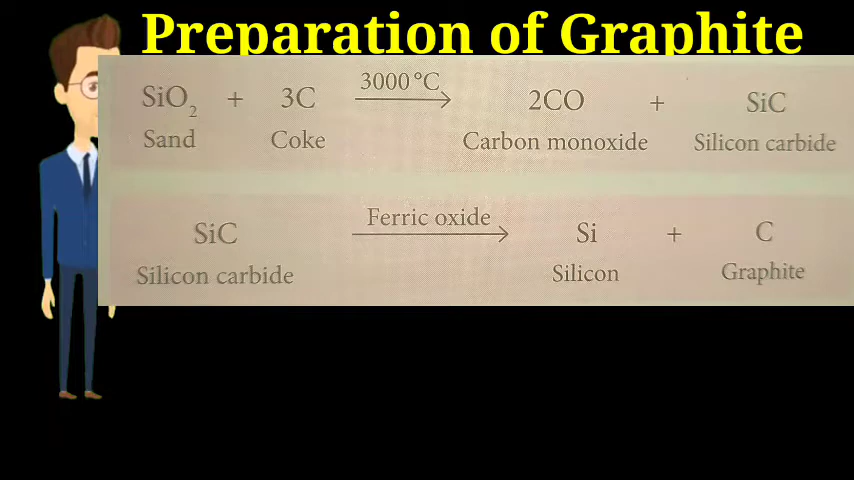 Preparation of Graphite
3000 °C
SiO₂ + 3C → 2CO + SiC
Sand Coke Carbon monoxide Silicon carbide
Ferric oxide
SiC → Si + C
Silicon carbide Silicon Graphite